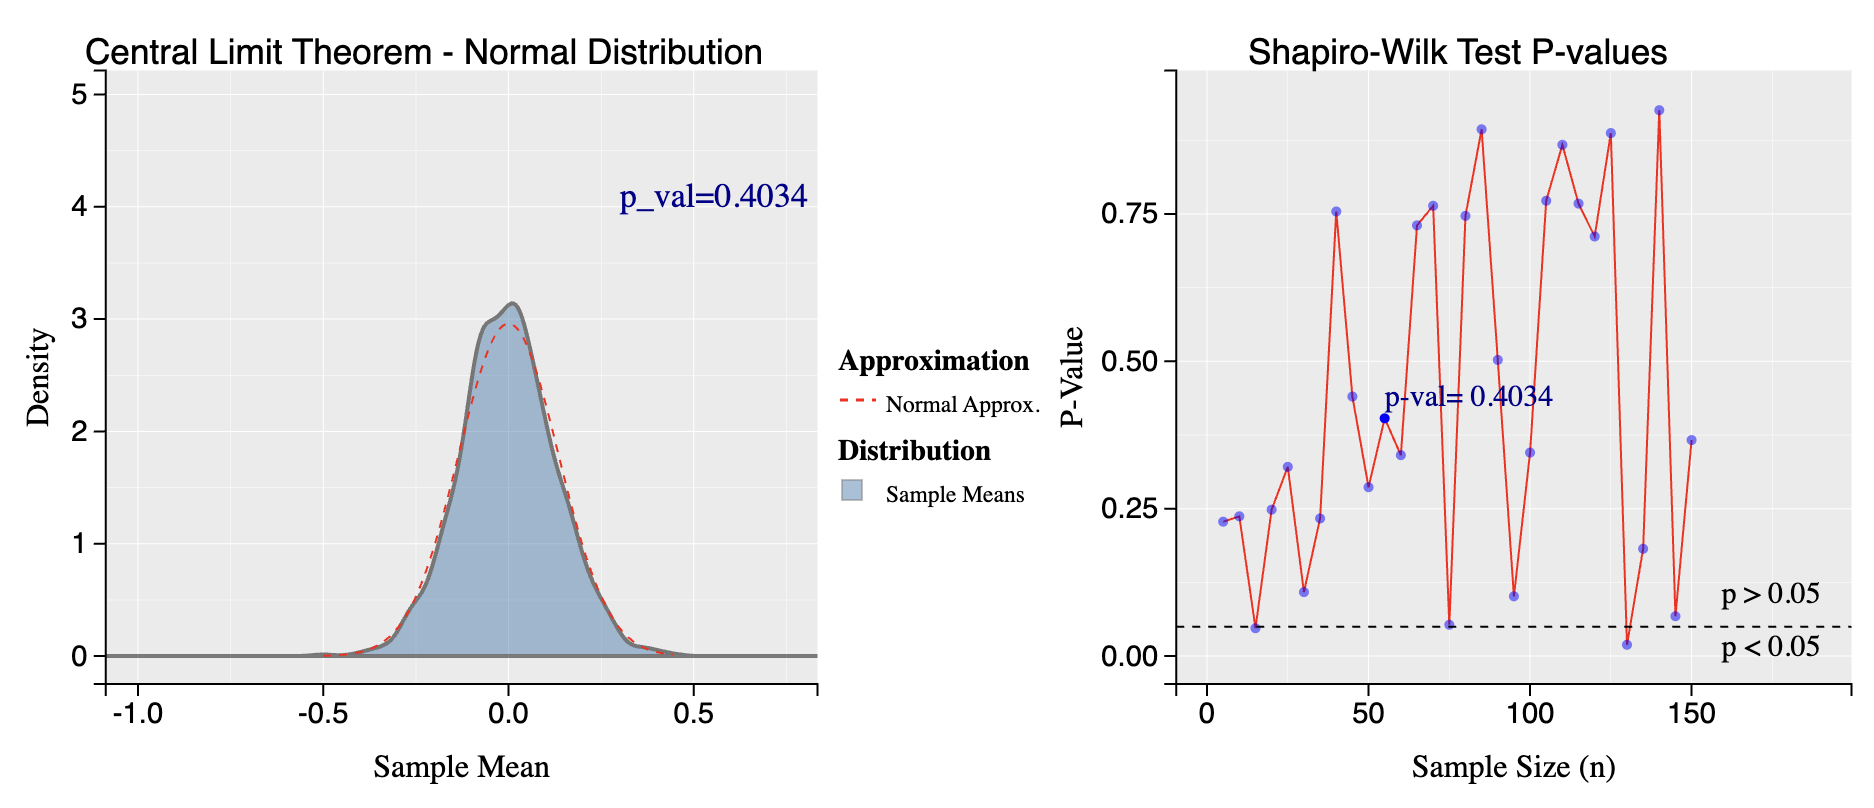 Central Limit Theorem - Normal Distribution
5
4
3
2
1
0
Density
p_val=0.4034
-1.0
-0.5
0.0
0.5
Sample Mean
Approximation
Normal Approx.
Distribution
Sample Means
Shapiro-Wilk Test P-values
0.75
0.50
0.25
0.00
P-Value
p-val= 0.4034
p > 0.05
p < 0.05
0
50
100
150
Sample Size (n)